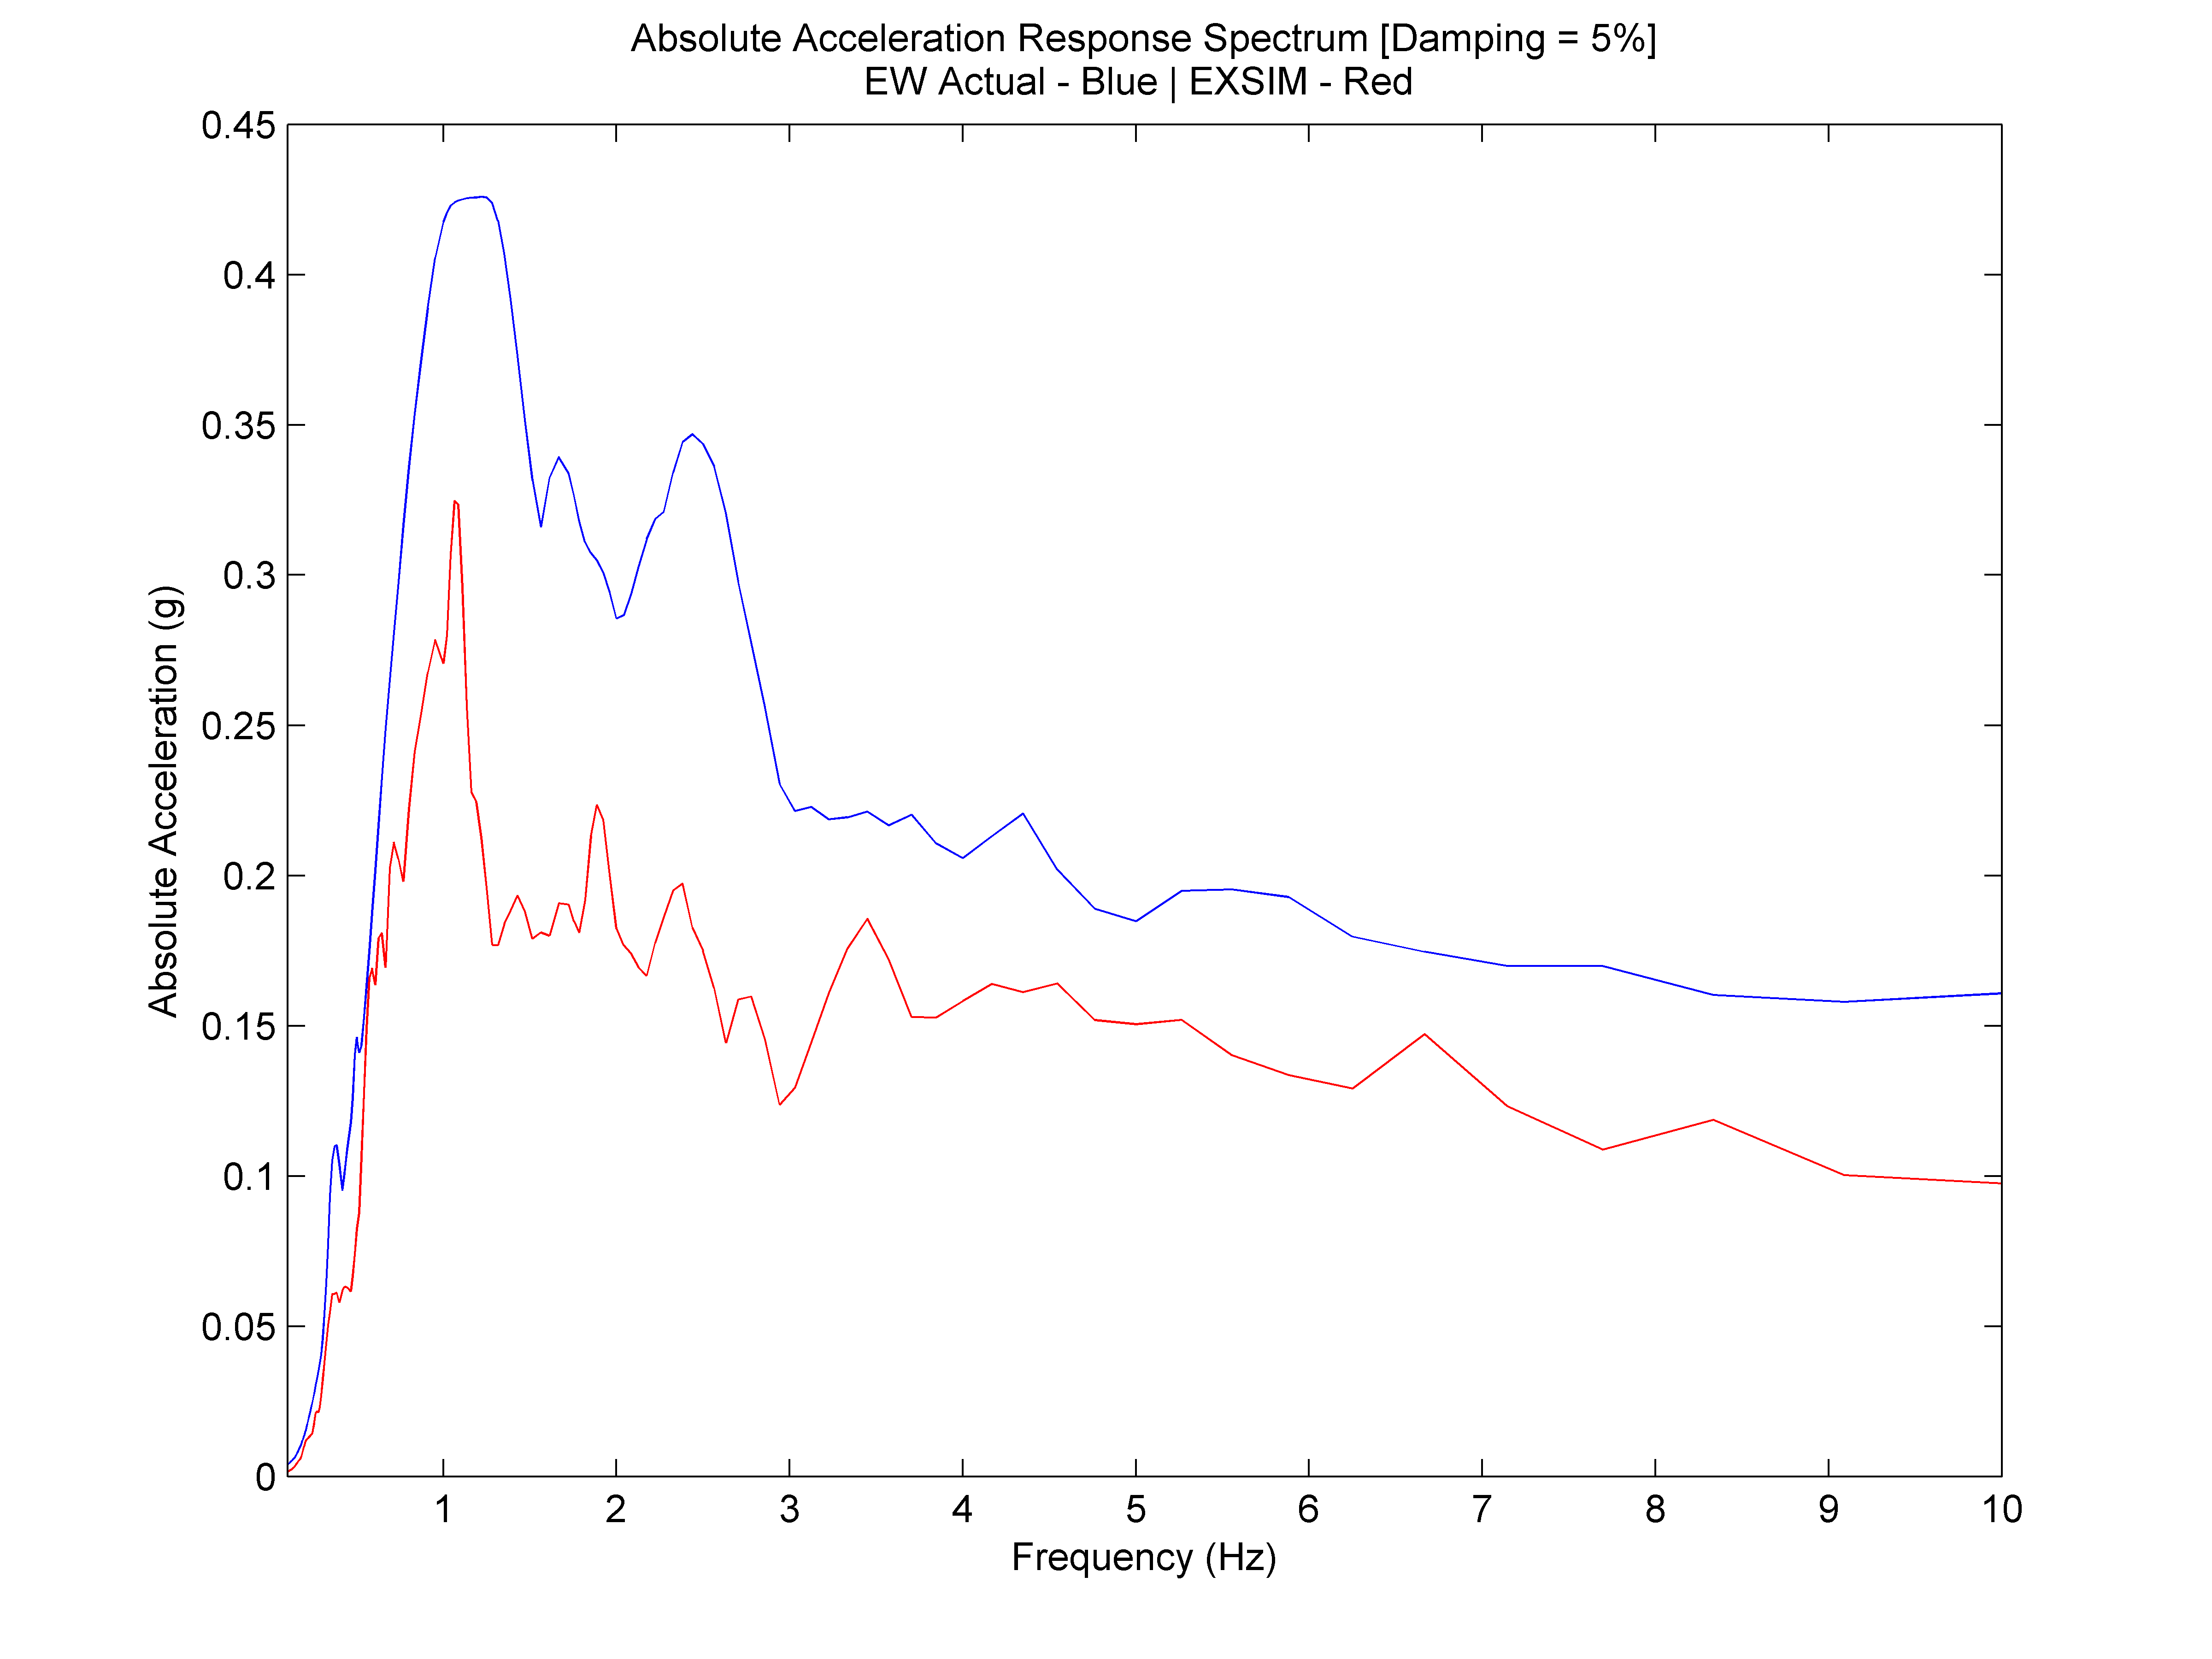 Absolute Acceleration Response Spectrum [Damping = 5%]
EW Actual - Blue | EXSIM - Red
0.45
0.4
0.35
0.3
0.25
0.2
0.15
0.1
0.05
0
Absolute Acceleration (g)
1 2 3 4 5 6 7 8 9 10
Frequency (Hz)